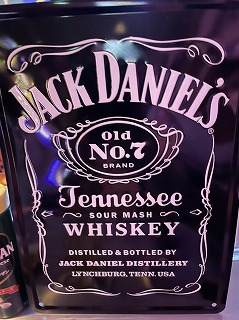 JACK DANIEL'S
Old
No.7
BRAND
Tennessee
SOUR MASH
WHISKEY
DISTILLED & BOTTLED BY
JACK DANIEL DISTILLERY
LYNCHBURG, TENN. USA